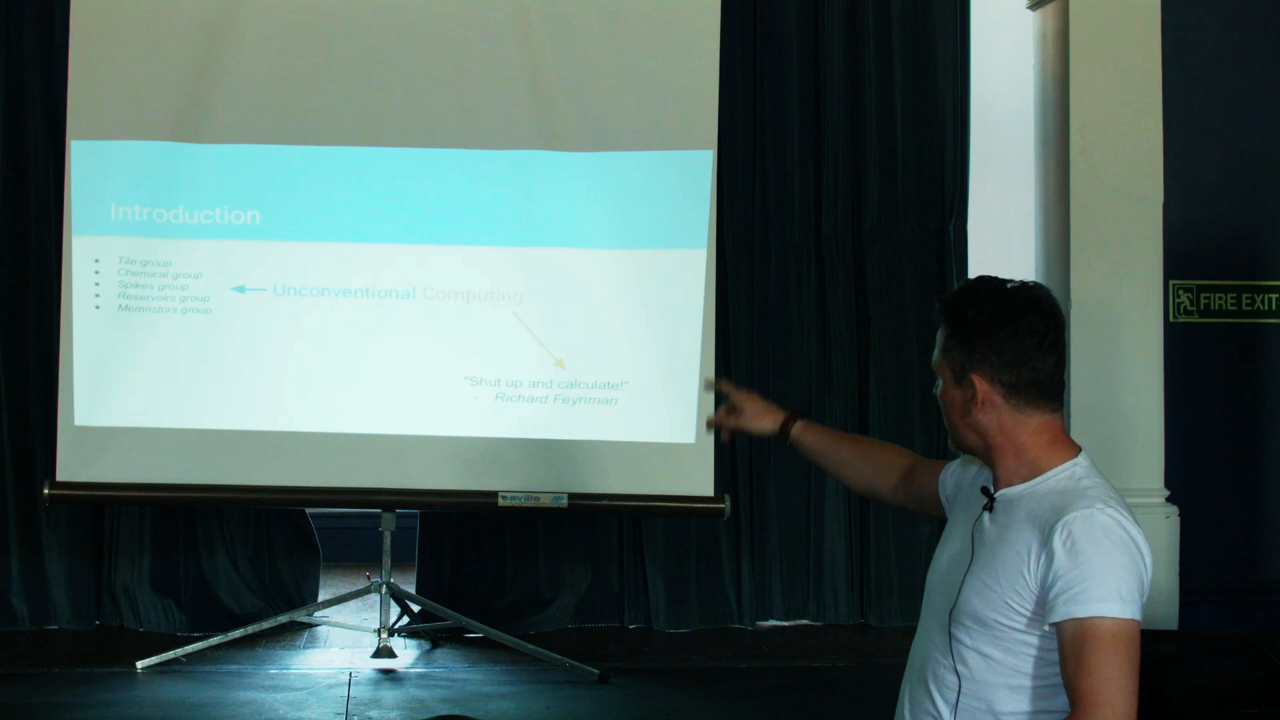 Introduction
Tile group
Chemical group
Spikes group
Reservoirs group
Memristors group
Unconventional Computing
"Shut up and calculate!"
- Richard Feynman
FIRE EXIT